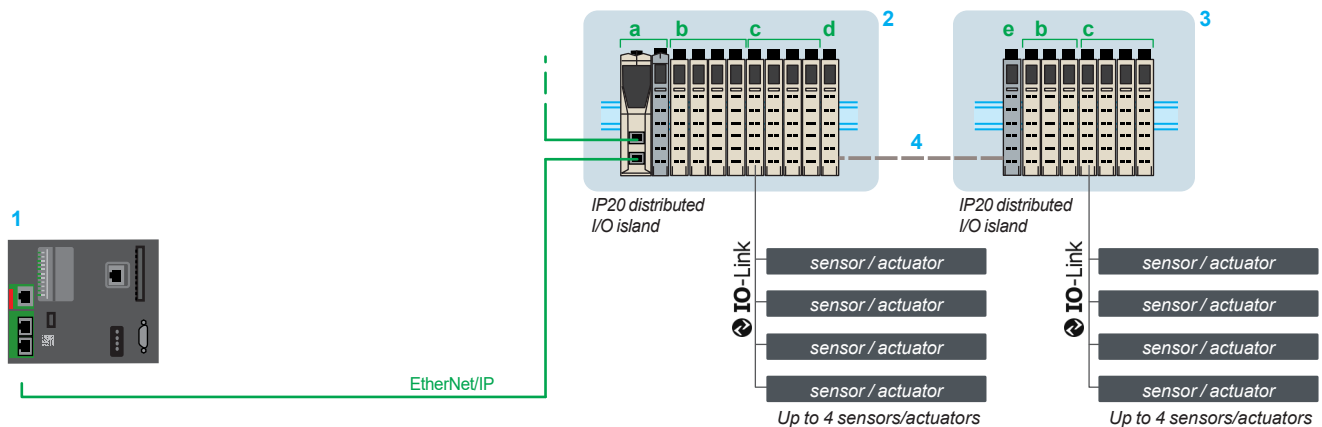 2
3
a b c d
e b c
4
IP20 distributed
I/O island
IP20 distributed
I/O island
1
IO-Link
sensor / actuator
sensor / actuator
sensor / actuator
sensor / actuator
Up to 4 sensors/actuators
IO-Link
sensor / actuator
sensor / actuator
sensor / actuator
sensor / actuator
Up to 4 sensors/actuators
EtherNet/IP